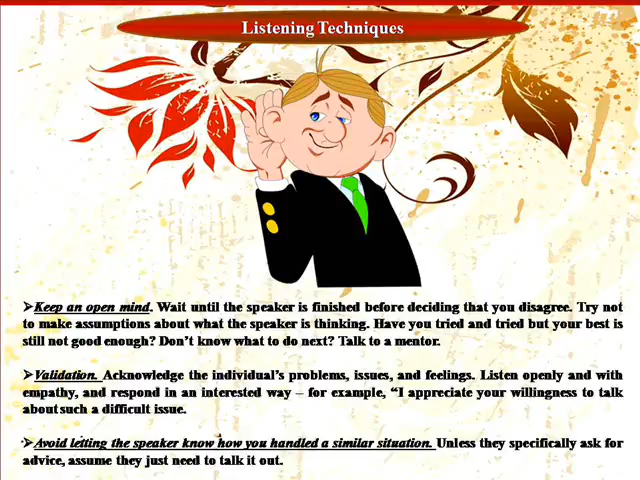 Listening Techniques
➢Keep an open mind. Wait until the speaker is finished before deciding that you disagree. Try not
to make assumptions about what the speaker is thinking. Have you tried and tried but your best is
still not good enough? Don’t know what to do next? Talk to a mentor.
➢Validation. Acknowledge the individual’s problems, issues, and feelings. Listen openly and with
empathy, and respond in an interested way – for example, “I appreciate your willingness to talk
about such a difficult issue.
➢Avoid letting the speaker know how you handled a similar situation. Unless they specifically ask for
advice, assume they just need to talk it out.